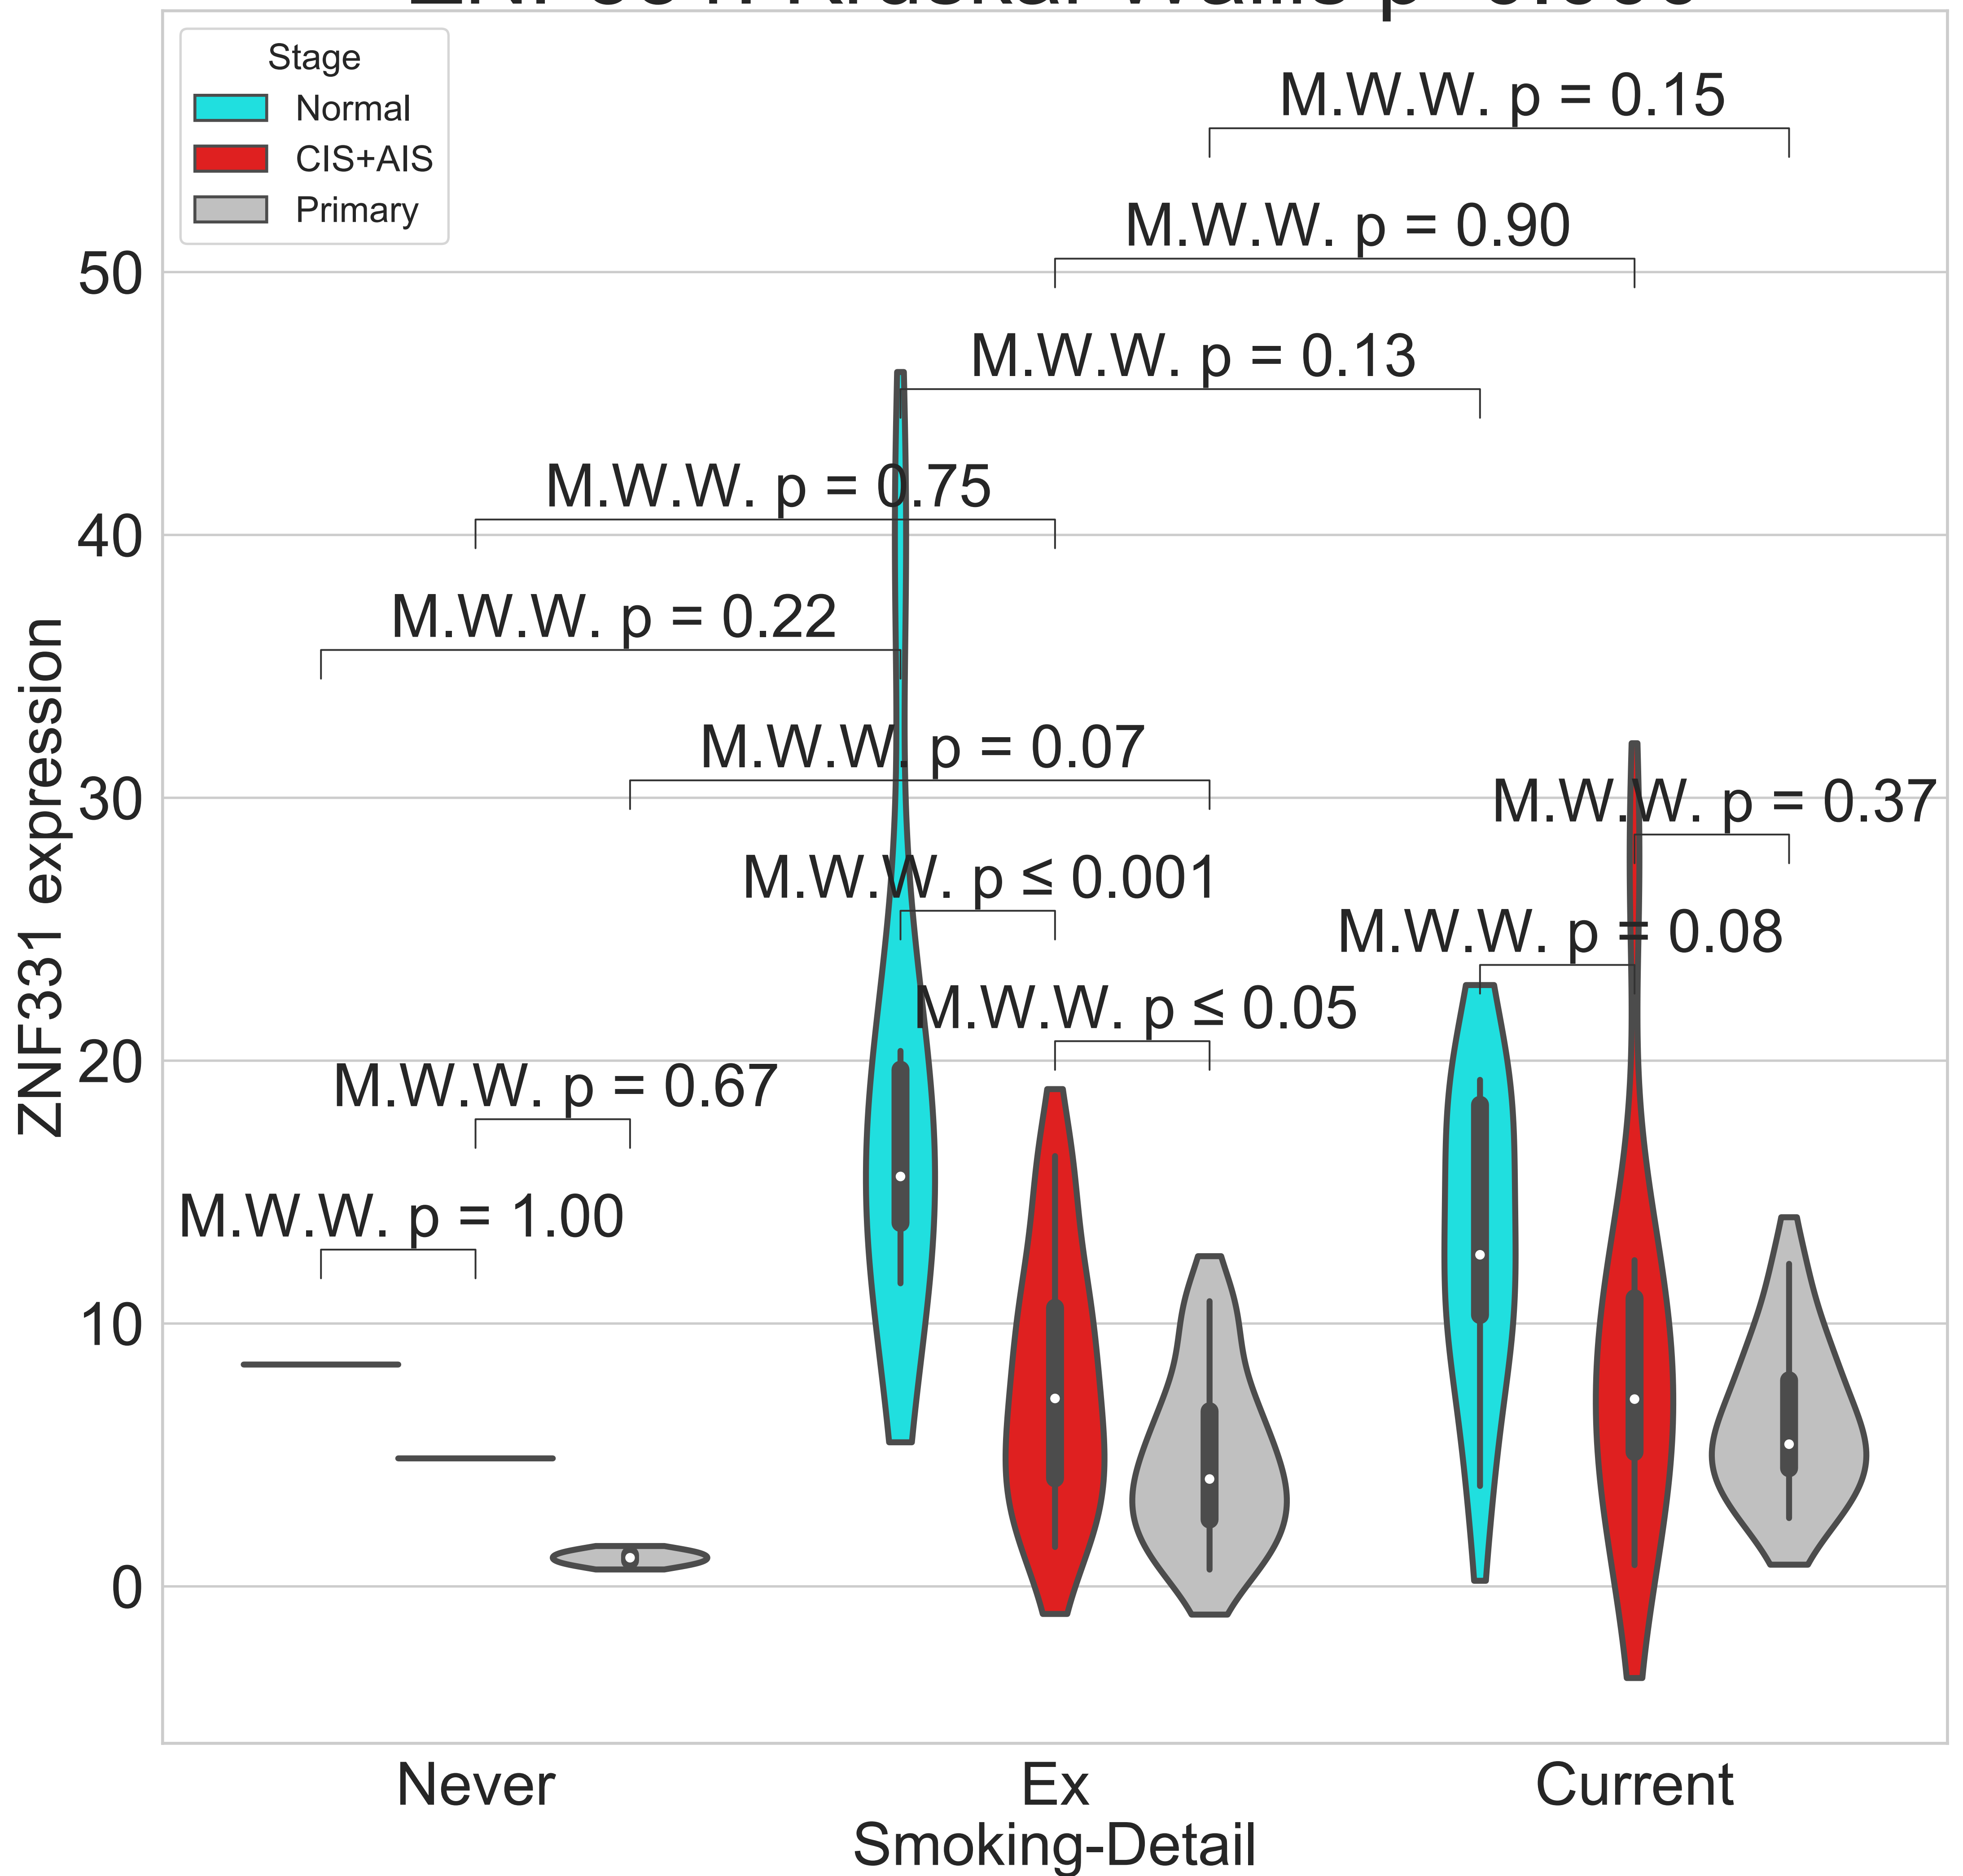 Stage
Normal
CIS+AIS
Primary
M.W.W. p = 0.15
M.W.W. p = 0.90
50
M.W.W. p = 0.13
M.W.W. p = 0.75
40
M.W.W. p = 0.22
M.W.W. p = 0.07
30
M.W.W. p = 0.37
M.W.W. p ≤ 0.001
M.W.W. p = 0.08
M.W.W. p ≤ 0.05
20
M.W.W. p = 0.67
M.W.W. p = 1.00
10
0
ZNF331 expression
Never
Ex
Current
Smoking-Detail